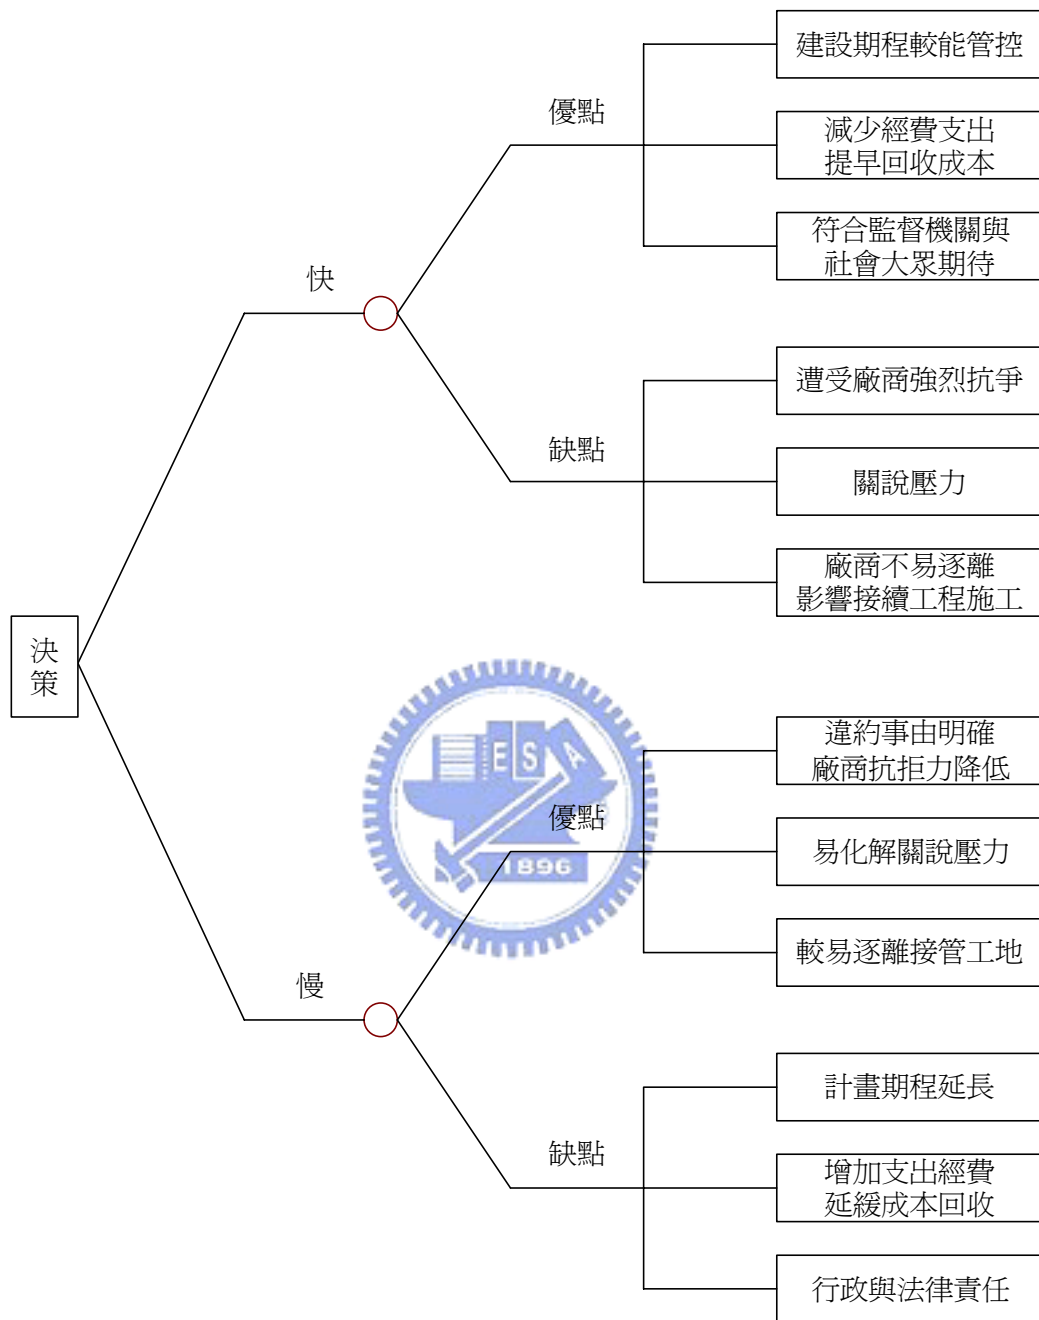 建設期程較能管控
優點
減少經費支出
提早回收成本
符合監督機關與
社會大眾期待
快
遭受廠商強烈抗爭
缺點
關說壓力
廠商不易逐離
影響接續工程施工
決
策
違約事由明確
廠商抗拒力降低
E S A
優點
易化解關說壓力
1896
較易逐離接管工地
慢
計畫期程延長
缺點
增加支出經費
延緩成本回收
行政與法律責任